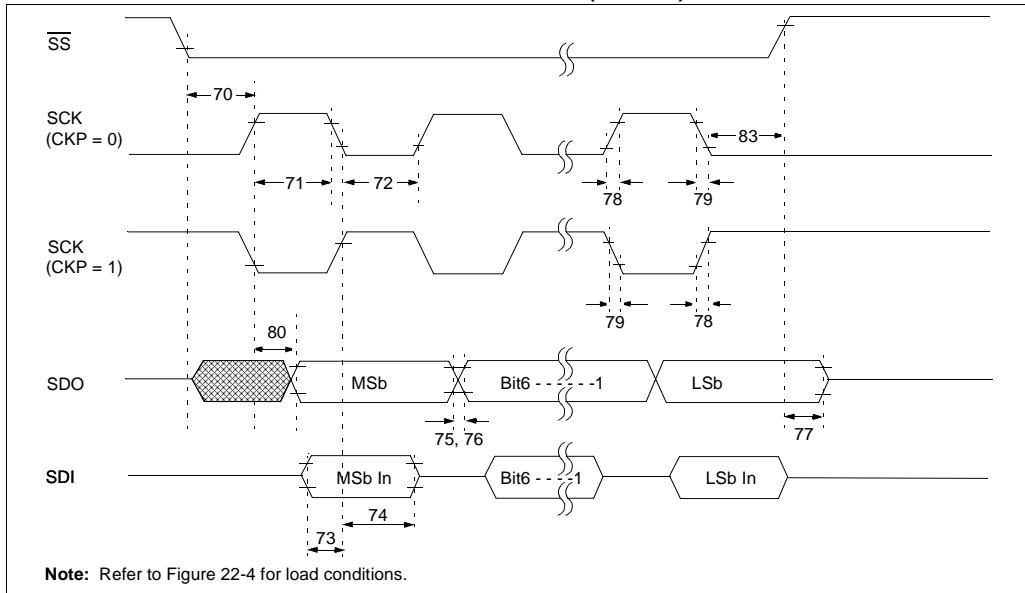 SS
70
SCK
(CKP = 0)
83
71
72
78
79
SCK
(CKP = 1)
79
78
80
SDO
MSb
Bit6 - - - - - - -1
LSb
75, 76
77
SDI
MSb In
Bit6 - - - -1
LSb In
74
73
Note: Refer to Figure 22-4 for load conditions.